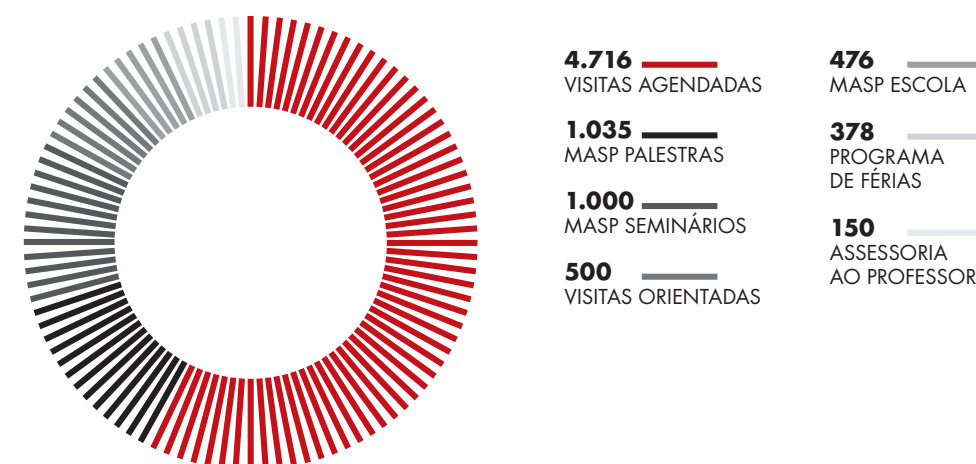 4.716
VISITAS AGENDADAS
1.035
MASP PALESTRAS
1.000
MASP SEMINÁRIOS
500
VISITAS ORIENTADAS
476
MASP ESCOLA
378
PROGRAMA
DE FÉRIAS
150
ASSESSORIA
AO PROFESSOR